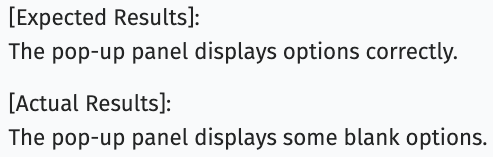 [Expected Results]:
The pop-up panel displays options correctly.
[Actual Results]:
The pop-up panel displays some blank options.